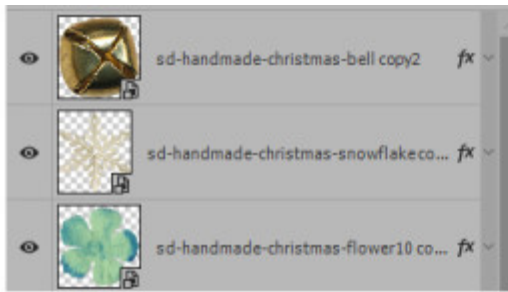 sd-handmade-christmas-bell copy2 fx
sd-handmade-christmas-snowflake co... fx
sd-handmade-christmas-flower10 co... fx